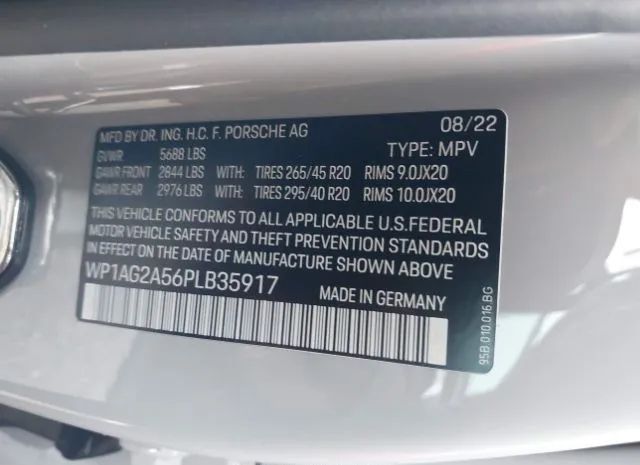 MFD BY DR. ING. H.C. F. PORSCHE AG 08/22
GVWR 5688 LBS TYPE: MPV
GAWR FRONT 2844 LBS WITH: TIRES 265/45 R20 RIMS 9.0JX20
GAWR REAR 2976 LBS WITH: TIRES 295/40 R20 RIMS 10.0JX20
THIS VEHICLE CONFORMS TO ALL APPLICABLE U.S.FEDERAL
MOTOR VEHICLE SAFETY AND THEFT PREVENTION STANDARDS
IN EFFECT ON THE DATE OF MANUFACTURE SHOWN ABOVE
WP1AG2A56PLB35917 MADE IN GERMANY
95B.010.016.BG